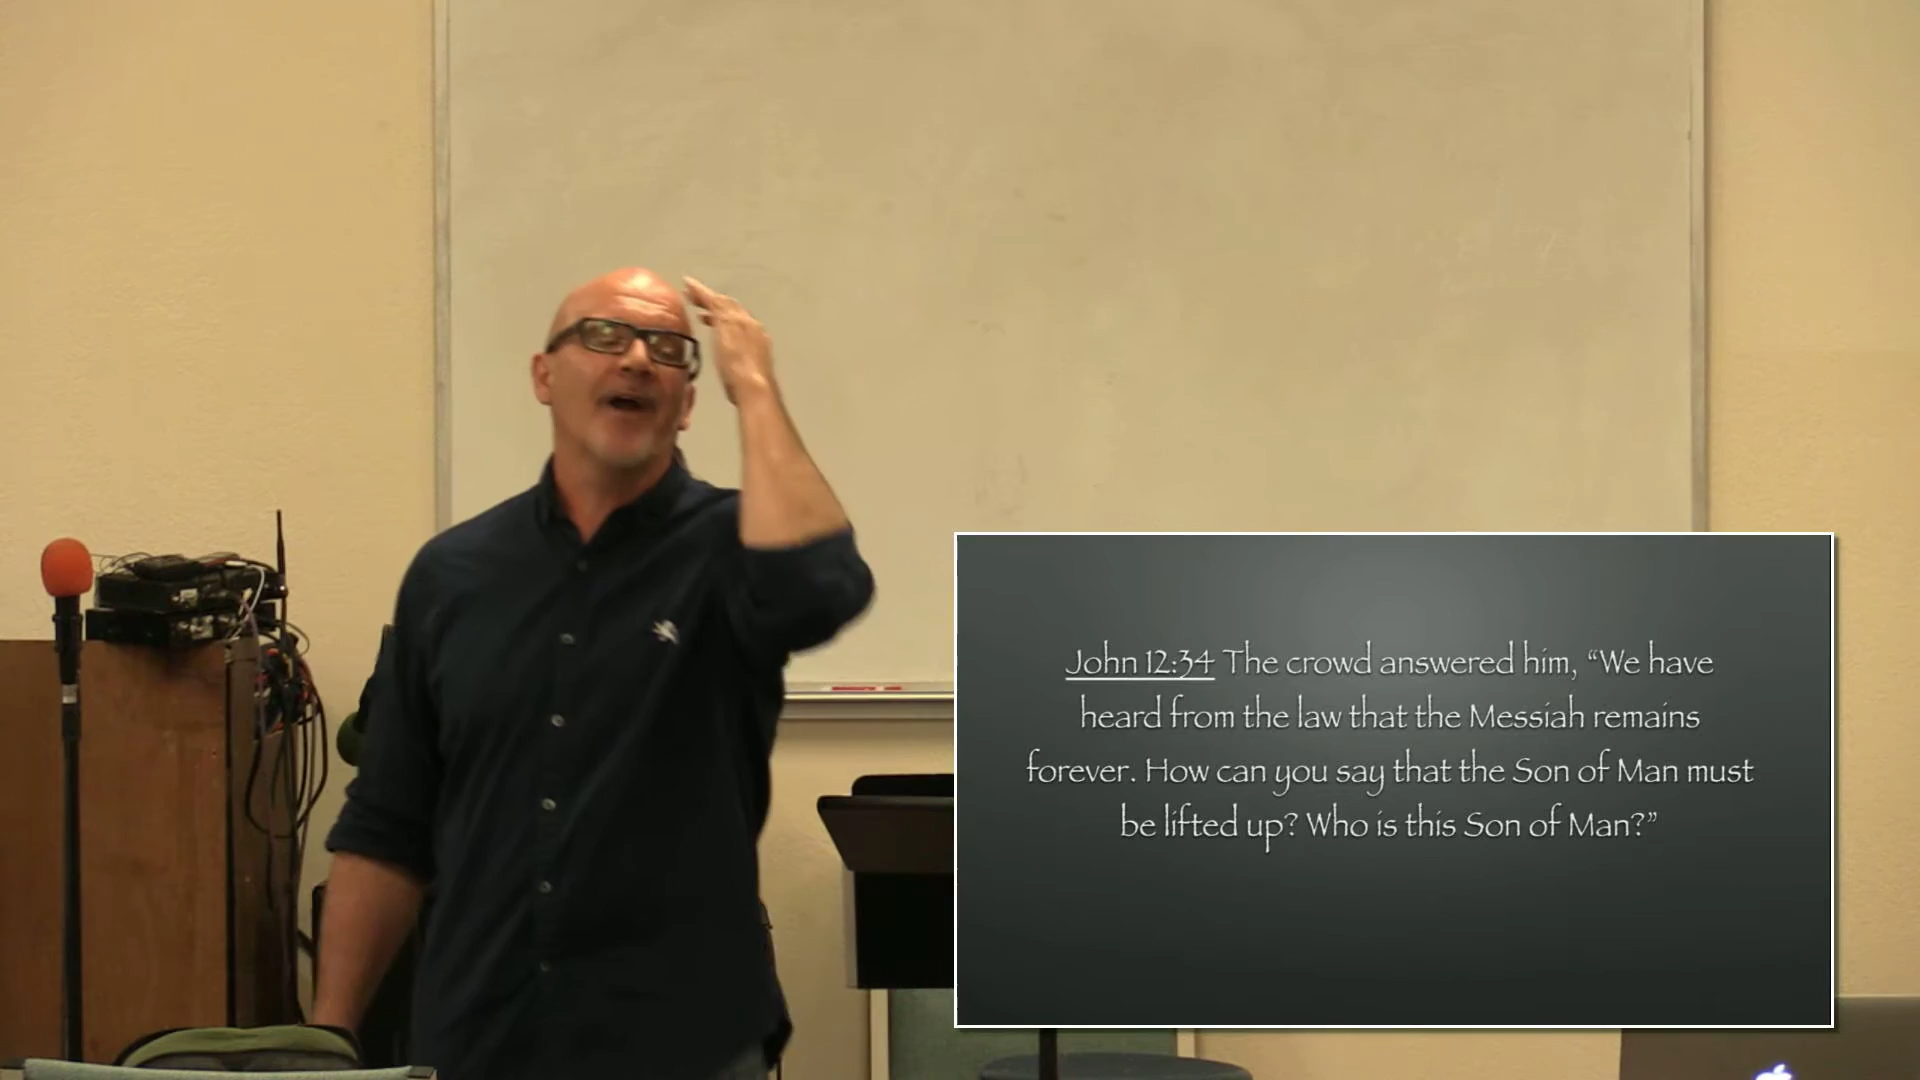 John 12:34 The crowd answered him, “We have
heard from the law that the Messiah remains
forever. How can you say that the Son of Man must
be lifted up? Who is this Son of Man?”